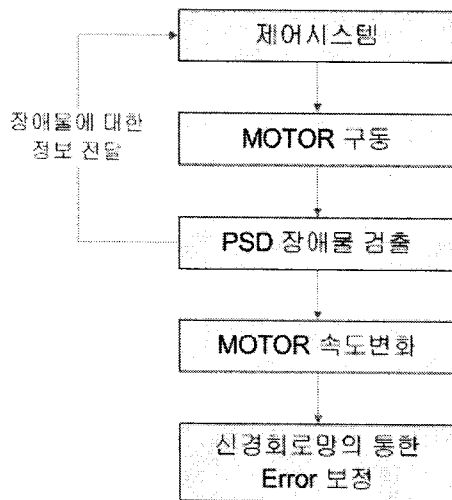 제어시스템
장애물에 대한
정보 전달
MOTOR 구동
PSD 장애물 검출
MOTOR 속도변화
신경회로망의 통한
Error 보정